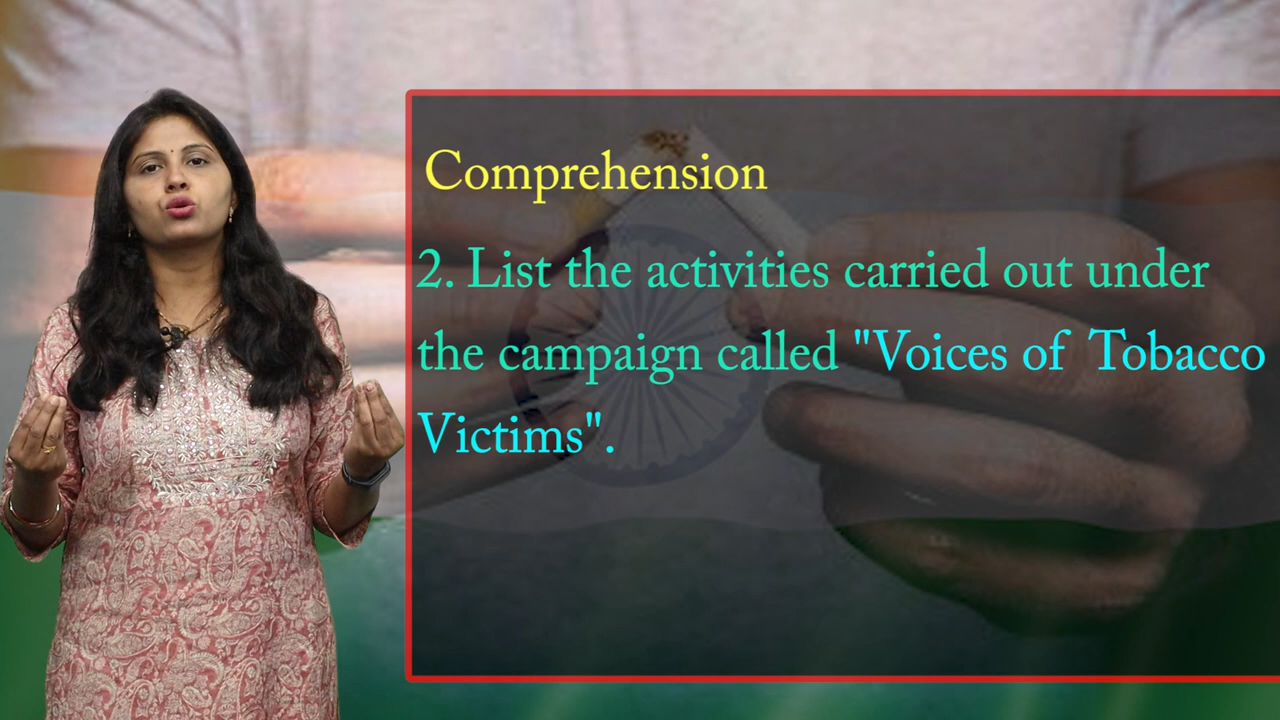 Comprehension
2. List the activities carried out under
the campaign called "Voices of Tobacco
Victims".